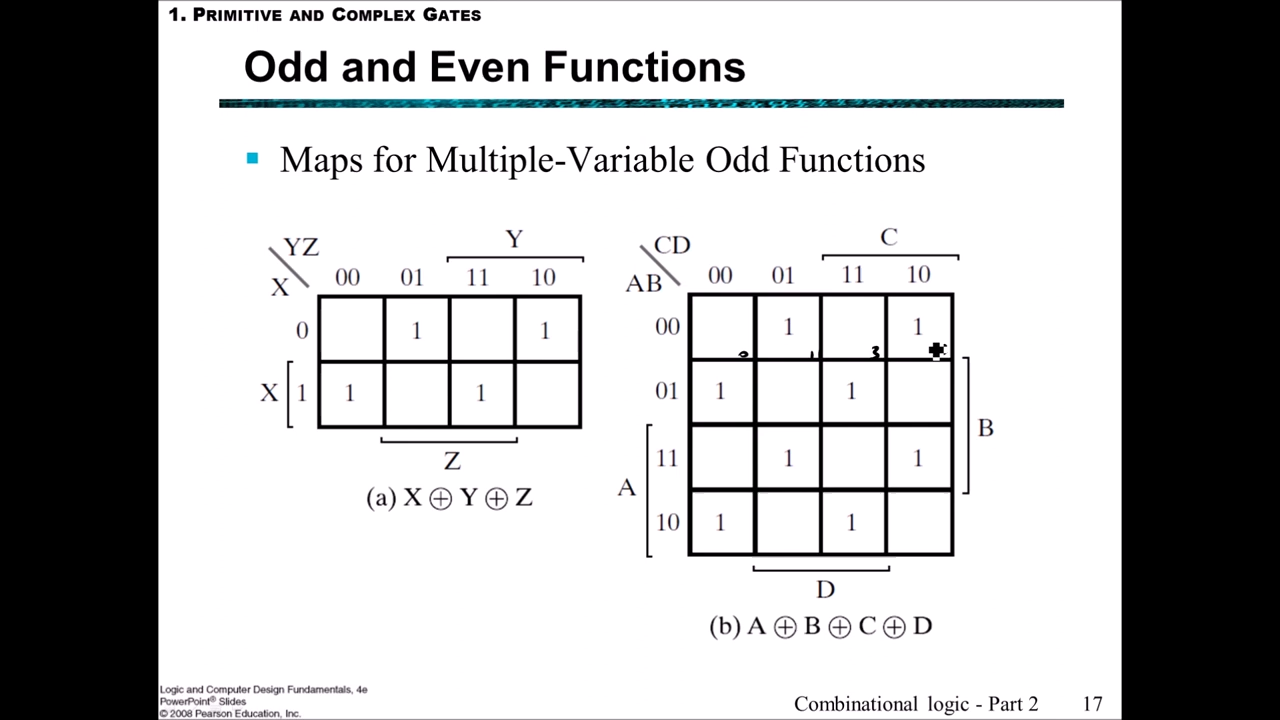 1. PRIMITIVE AND COMPLEX GATES
Odd and Even Functions
Maps for Multiple-Variable Odd Functions
YZ
Y
X
00 01 11 10
0 1 1
X 1 1 1
Z
(a) X ⊕ Y ⊕ Z
CD
C
AB
00 01 11 10
00 1 1
0 1 3
01 1 1
B
11 1 1
A
10 1 1
D
(b) A ⊕ B ⊕ C ⊕ D
Logic and Computer Design Fundamentals, 4e
PowerPoint® Slides
© 2008 Pearson Education, Inc.
Combinational logic - Part 2 17